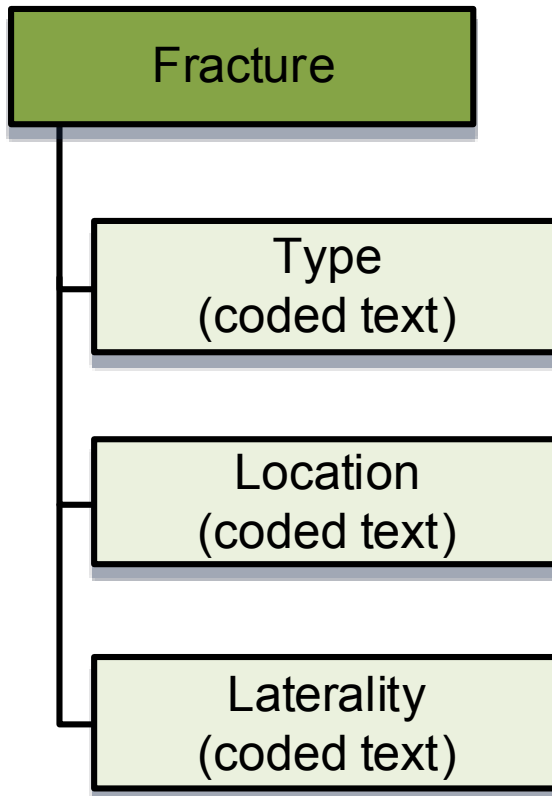 Fracture
Type
(coded text)
Location
(coded text)
Laterality
(coded text)